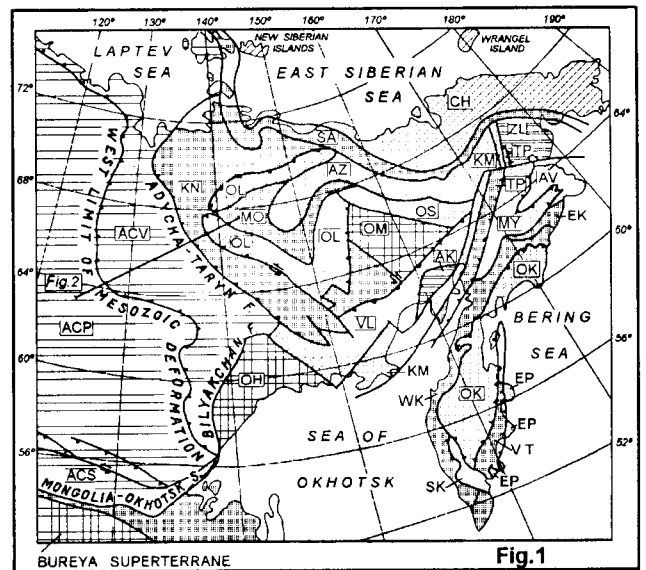 110° 120° 130° 140° 150° 160° 170° 180° 190°
NEW SIBERIAN
ISLANDS
WRANGEL
ISLAND
LAPTEV
SEA
EAST SIBERIAN
SEA
72°
CH
64°
SA
ZL
TP
KM
KN
OL
AZ
TP
AV
68°
MO
OS
MY
EK
WEST LIMIT OF MESOZOIC DEFORMATION
ADYCHA-TARYN F.
ACV
OL
OL
OM
60°
AK
OK
64°
Fig.2
BERING
SEA
VL
56°
ACP
BILYAKCHAN F.
60°
OH
KM
WK
OK
EP
SEA OF
OKHOTSK
EP
52°
VT
56°
ACS
EP
SK
MONGOLIA-OKHOTSK S.
BUREYA SUPERTERRANE
Fig.1